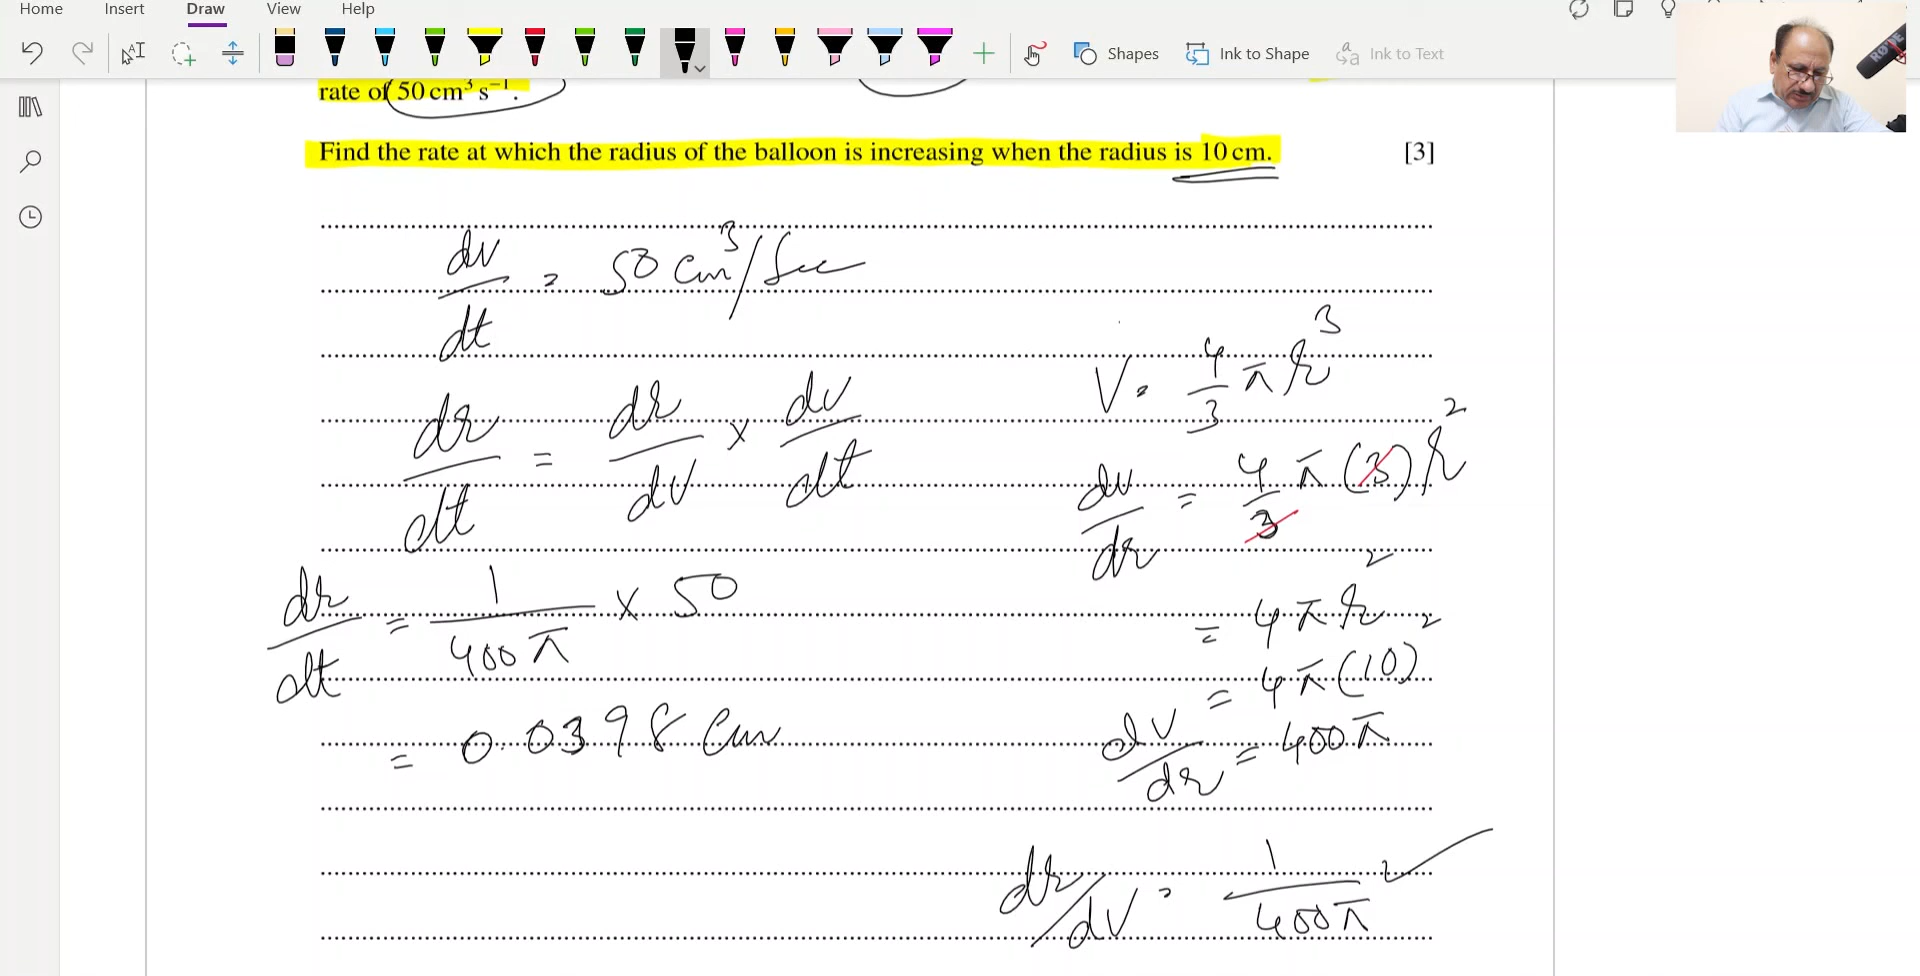 Home Insert Draw View Help
Shapes Ink to Shape Ink to Text
RØDE
rate of 50 cm³ s⁻¹.
Find the rate at which the radius of the balloon is increasing when the radius is 10 cm. [3]
dv/dt = 50 cm³/sec
V = 4/3 π r³
dr/dt = dr/dv × dv/dt
dv/dr = 4/3 π (3) r²
dr/dt = 1/400π × 50
= 4πr²
= 4π(10)²
= 0.0398 cm
dv/dr = 400π
dr/dV = 1/400π